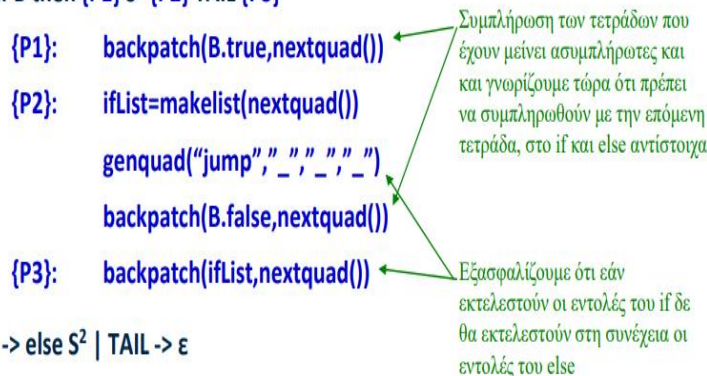 {P1}: backpatch(B.true,nextquad())
{P2}: ifList=makelist(nextquad())
genquad("jump","_","_","_")
backpatch(B.false,nextquad())
{P3}: backpatch(ifList,nextquad())
-> else S² | TAIL -> ε
Συμπλήρωση των τετράδων που
έχουν μείνει ασυμπλήρωτες και
και γνωρίζουμε τώρα ότι πρέπει
να συμπληρωθούν με την επόμενη
τετράδα, στο if και else αντίστοιχα
Εξασφαλίζουμε ότι εάν
εκτελεστούν οι εντολές του if δε
θα εκτελεστούν στη συνέχεια οι
εντολές του else